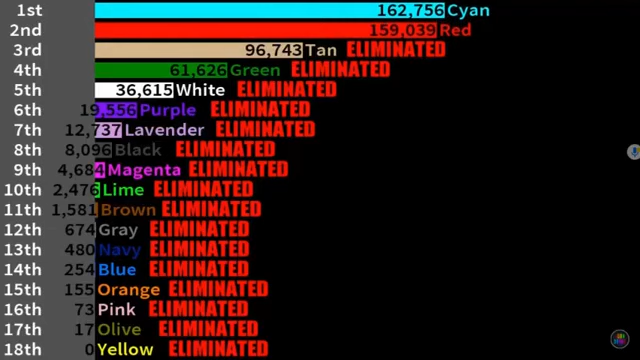 1st 162,756 Cyan
2nd 159,039 Red
3rd 96,743 Tan ELIMINATED
4th 61,626 Green ELIMINATED
5th 36,615 White ELIMINATED
6th 19,556 Purple ELIMINATED
7th 12,737 Lavender ELIMINATED
8th 8,096 Black ELIMINATED
9th 4,684 Magenta ELIMINATED
10th 2,476 Lime ELIMINATED
11th 1,581 Brown ELIMINATED
12th 674 Gray ELIMINATED
13th 480 Navy ELIMINATED
14th 254 Blue ELIMINATED
15th 155 Orange ELIMINATED
16th 73 Pink ELIMINATED
17th 17 Olive ELIMINATED
18th 0 Yellow ELIMINATED